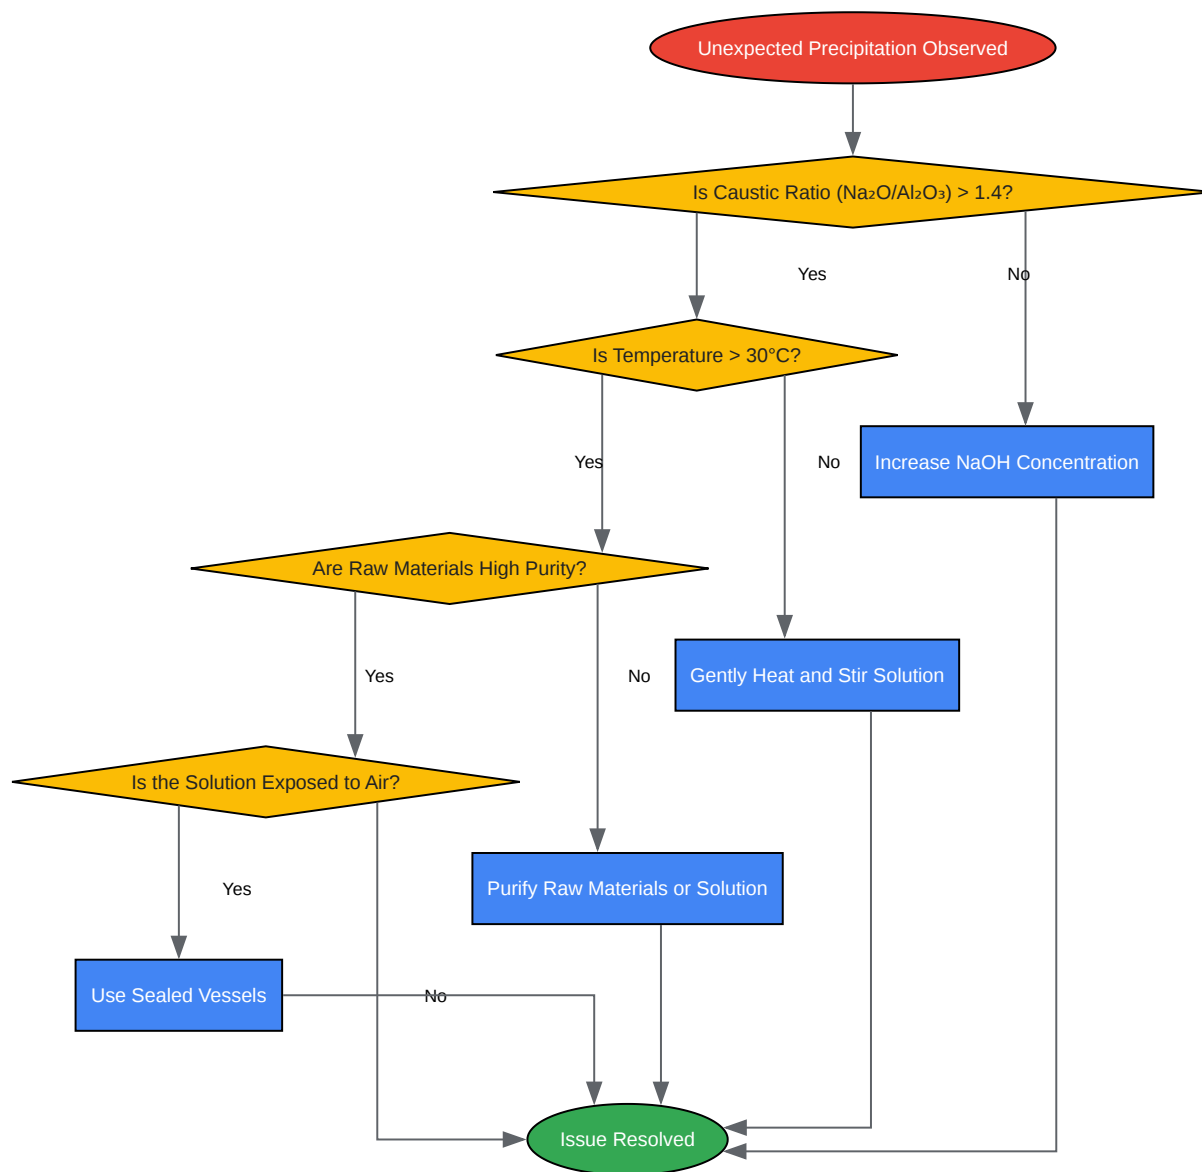 Unexpected Precipitation Observed
Is Caustic Ratio (Na₂O/Al₂O₃) > 1.4?
Yes
No
Is Temperature > 30°C?
Yes
No
Increase NaOH Concentration
Are Raw Materials High Purity?
Yes
No
Gently Heat and Stir Solution
Is the Solution Exposed to Air?
Yes
Purify Raw Materials or Solution
Use Sealed Vessels
No
Issue Resolved